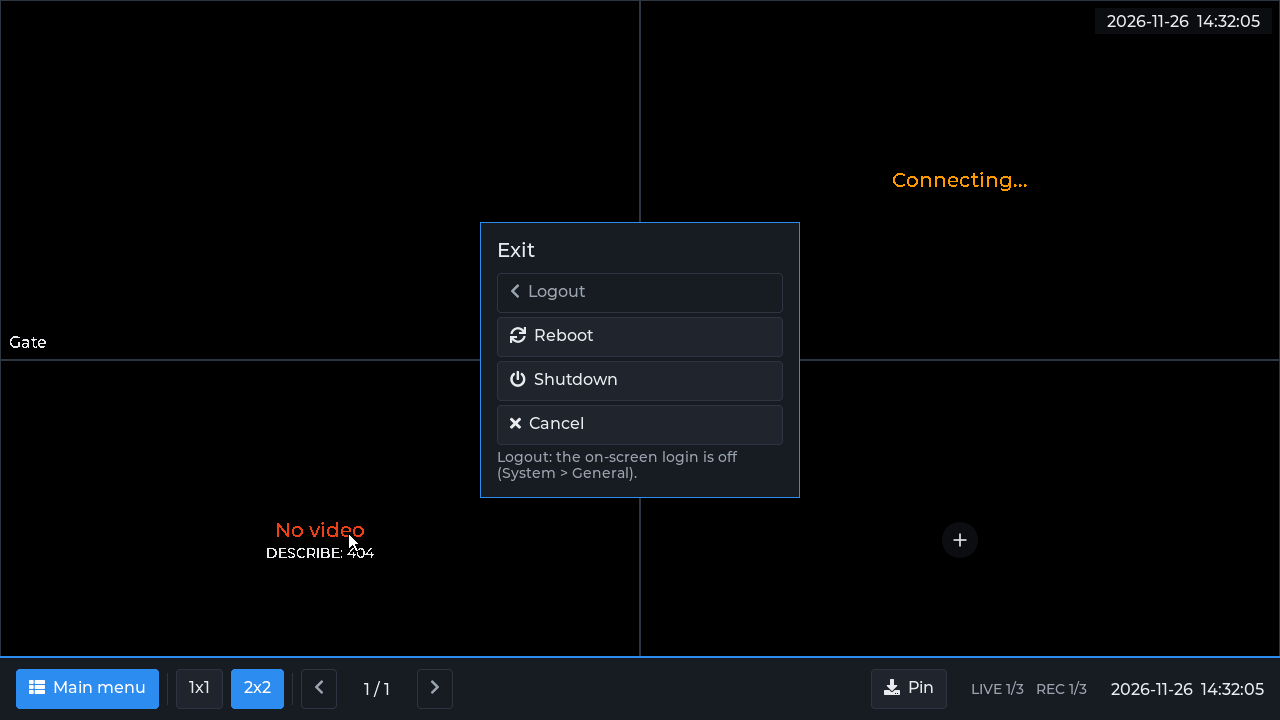 2026-11-26 14:32:05
Connecting...
Gate
Exit
Logout
Reboot
Shutdown
Cancel
Logout: the on-screen login is off
(System > General).
No video
DESCRIBE: 404
+
Main menu
1x1
2x2
1 / 1
Pin
LIVE 1/3
REC 1/3
2026-11-26 14:32:05